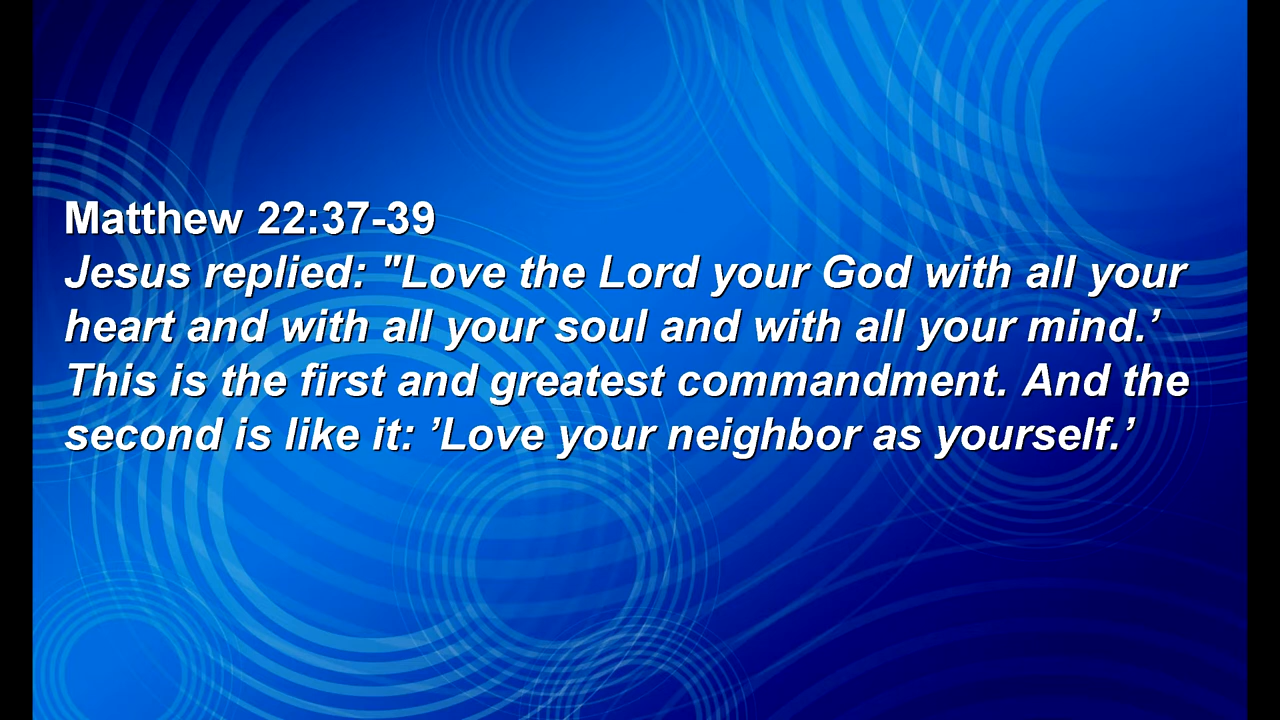 Matthew 22:37-39
Jesus replied: "Love the Lord your God with all your
heart and with all your soul and with all your mind.’
This is the first and greatest commandment. And the
second is like it: ’Love your neighbor as yourself.’